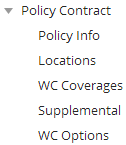 Policy Contract
Policy Info
Locations
WC Coverages
Supplemental
WC Options